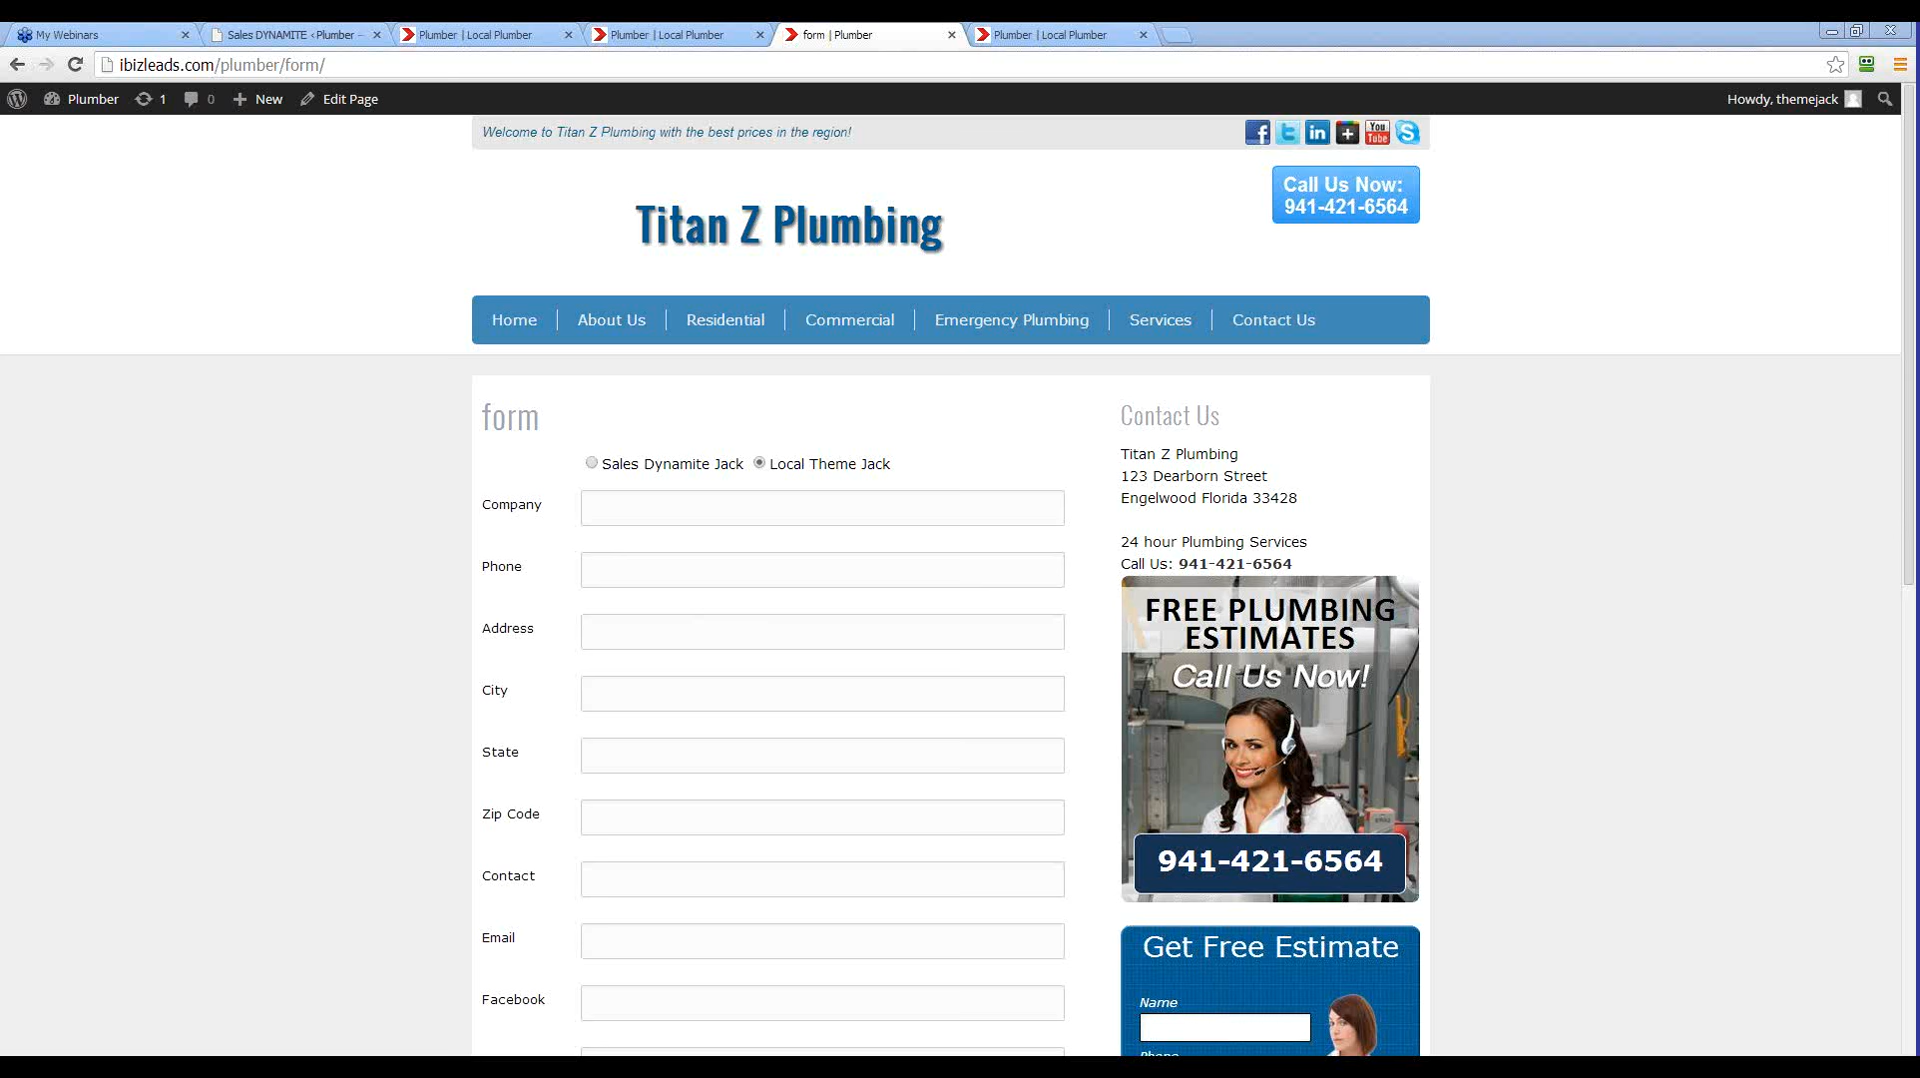 My Webinars
Sales DYNAMITE ‹ Plumber —
Plumber | Local Plumber
Plumber | Local Plumber
form | Plumber
Plumber | Local Plumber
ibizleads.com/plumber/form/
Plumber
1
0
New
Edit Page
Howdy, themejack
Welcome to Titan Z Plumbing with the best prices in the region!
You Tube
Call Us Now:
941-421-6564
Titan Z Plumbing
Home
About Us
Residential
Commercial
Emergency Plumbing
Services
Contact Us
form
Sales Dynamite Jack
Local Theme Jack
Company
Phone
Address
City
State
Zip Code
Contact
Email
Facebook
Contact Us
Titan Z Plumbing
123 Dearborn Street
Engelwood Florida 33428
24 hour Plumbing Services
Call Us: 941-421-6564
FREE PLUMBING
ESTIMATES
Call Us Now!
941-421-6564
Get Free Estimate
Name
Phone